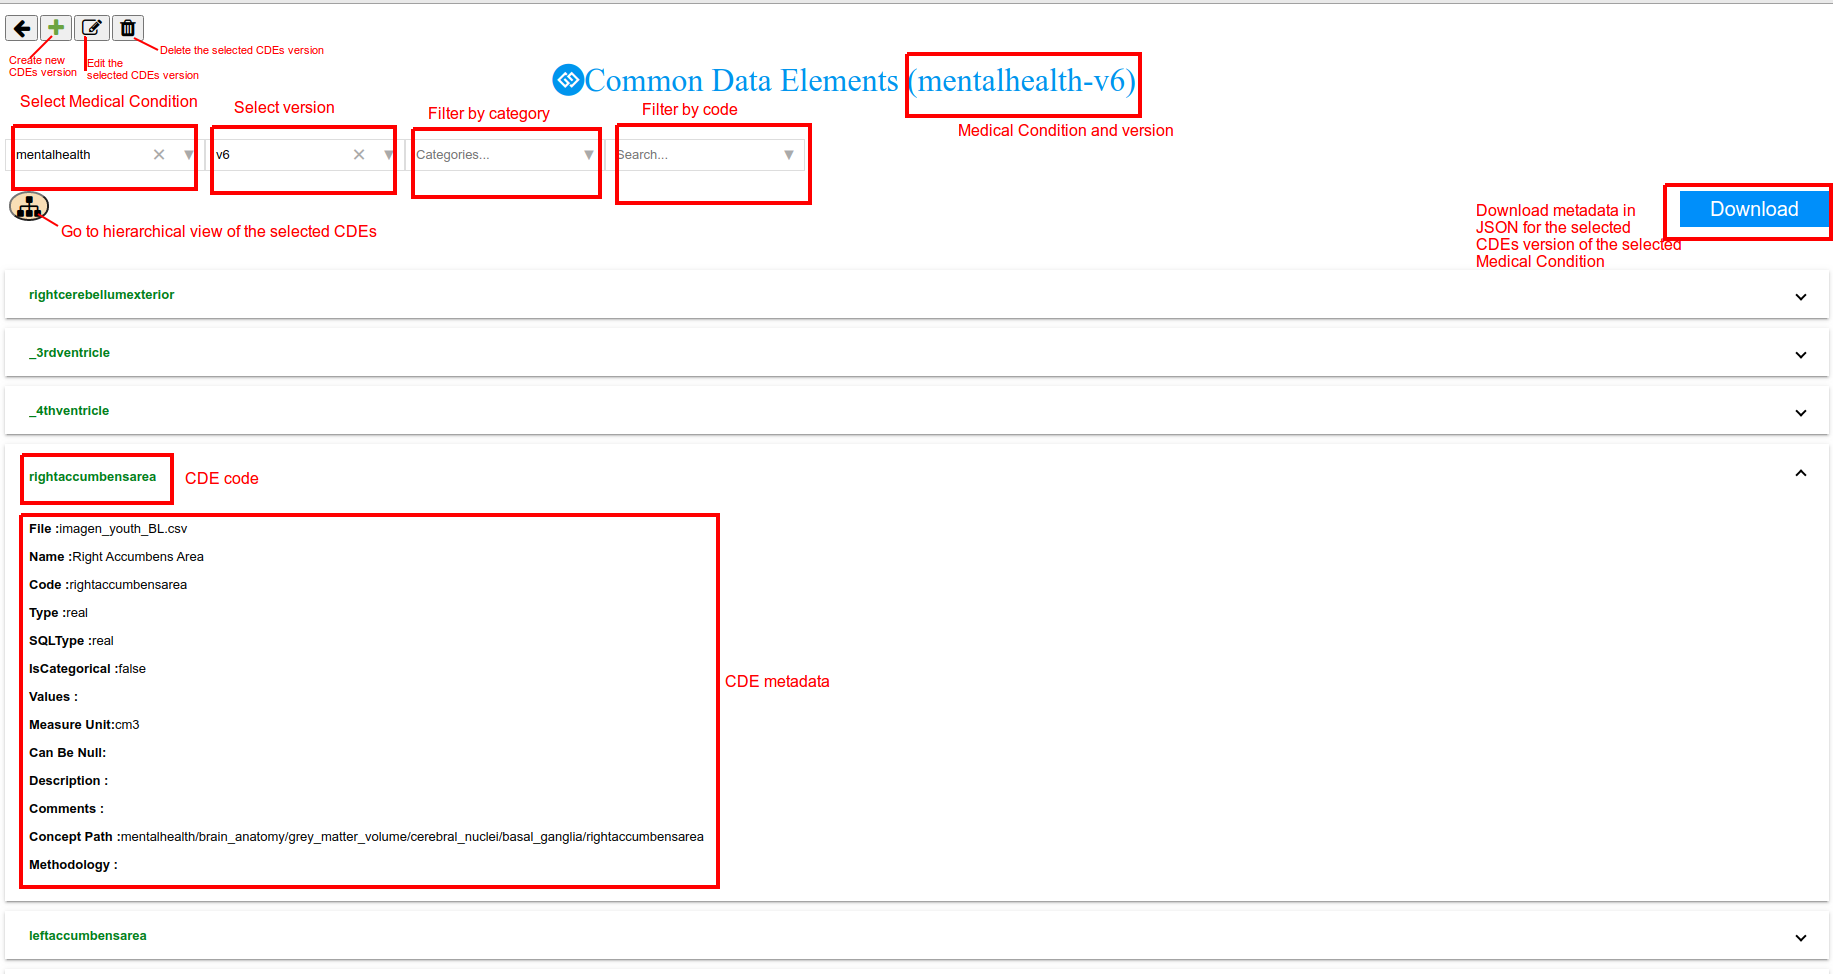 Delete the selected CDEs version
Create new
CDEs version
Edit the
selected CDEs version
Common Data Elements (mentalhealth-v6)
Select Medical Condition
Select version
Filter by category
Filter by code
Medical Condition and version
mentalhealth
v6
Categories...
Search...
Go to hierarchical view of the selected CDEs
Download metadata in
JSON for the selected
CDEs version of the selected
Medical Condition
Download
rightcerebellumexterior
_3rdventricle
_4thventricle
rightaccumbensarea
CDE code
File :imagen_youth_BL.csv
Name :Right Accumbens Area
Code :rightaccumbensarea
Type :real
SQLType :real
IsCategorical :false
Values :
CDE metadata
Measure Unit:cm3
Can Be Null:
Description :
Comments :
Concept Path :mentalhealth/brain_anatomy/grey_matter_volume/cerebral_nuclei/basal_ganglia/rightaccumbensarea
Methodology :
leftaccumbensarea